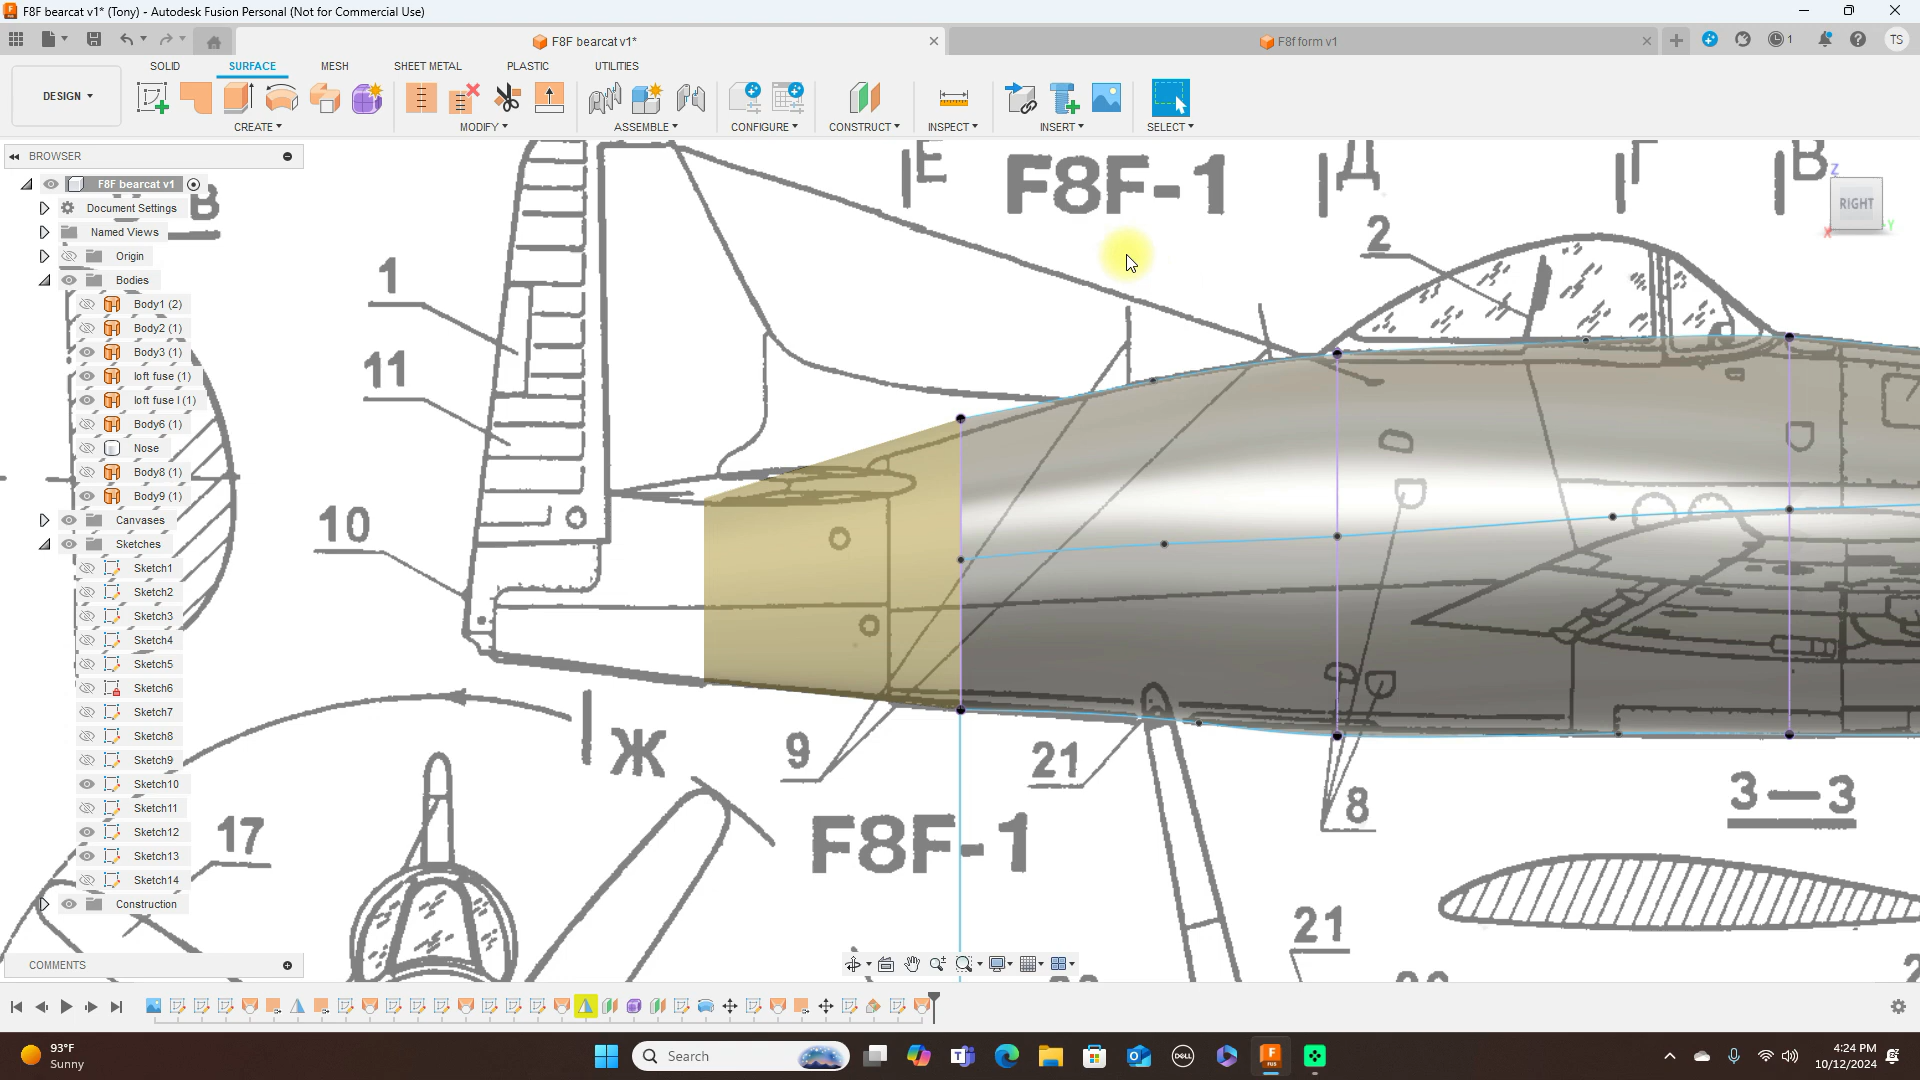 F8F bearcat v1* (Tony) - Autodesk Fusion Personal (Not for Commercial Use)
F8F bearcat v1*
F8f form v1
1
TS
DESIGN
SOLID
SURFACE
MESH
SHEET METAL
PLASTIC
UTILITIES
CREATE
MODIFY
ASSEMBLE
CONFIGURE
CONSTRUCT
INSPECT
INSERT
SELECT
BROWSER
F8F bearcat v1
Document Settings
Named Views
Origin
Bodies
Body1 (2)
Body2 (1)
Body3 (1)
loft fuse (1)
loft fuse l (1)
Body6 (1)
Nose
Body8 (1)
Body9 (1)
Canvases
Sketches
Sketch1
Sketch2
Sketch3
Sketch4
Sketch5
Sketch6
Sketch7
Sketch8
Sketch9
Sketch10
Sketch11
Sketch12
Sketch13
Sketch14
Construction
COMMENTS
В
Е
F8F-1
Д
Г
В
Z
RIGHT
X
Y
1
2
11
10
Ж
9
21
8
3—3
17
F8F-1
21
93°F
Sunny
Search
4:24 PM
10/12/2024